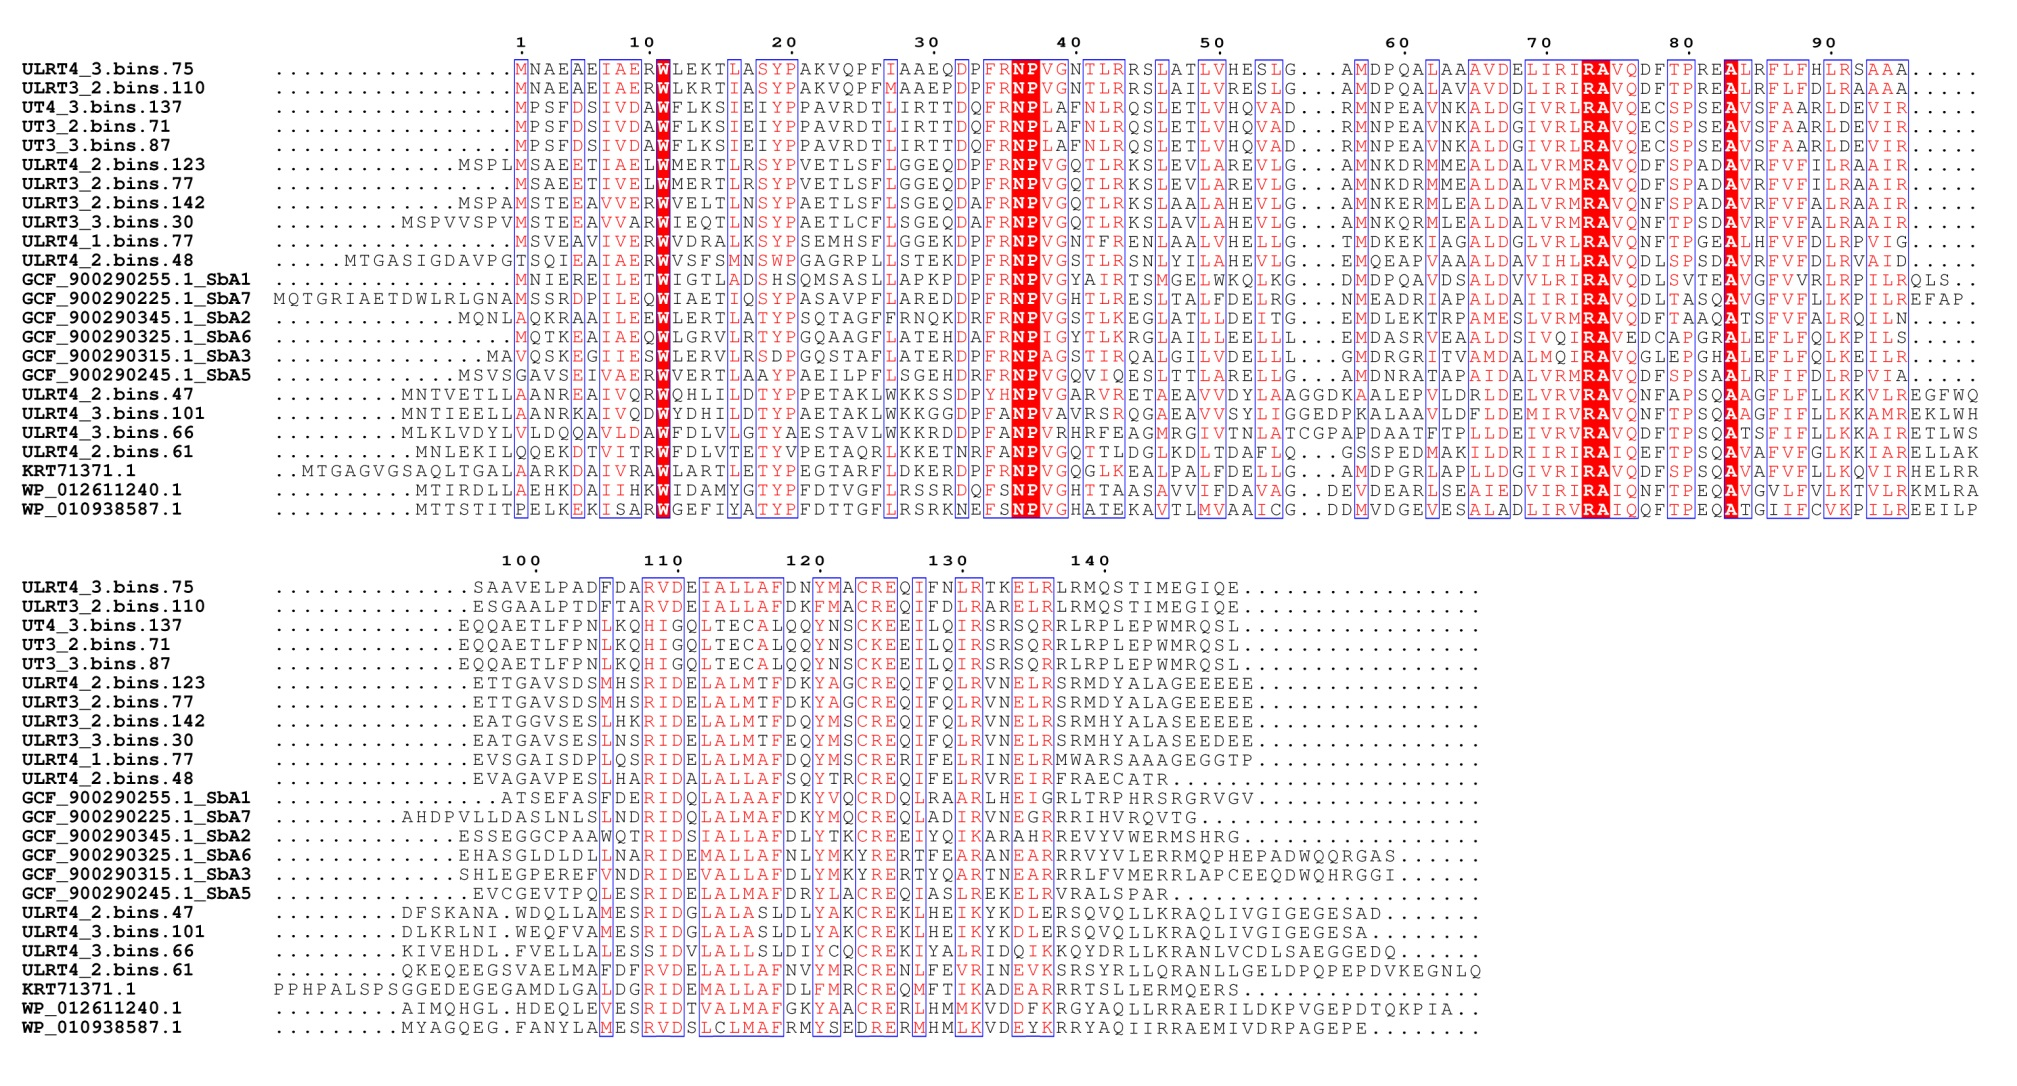 1 10 20 30 40 50 60 70 80 90
ULRT4_3.bins.75 .................MNAEAEIAERWLEKTLASYPAKVQPFIAAEQDPFRNPVGNTLRRSLATLVHESLG...AMDPQALAAAVDELIRIRAVQDFTPREALRFLFHLRSAAA.....
ULRT3_2.bins.110 .................MNAEAEIAERWLKRTIASYPAKVQPFMAAEPDPFRNPVGNTLRRSLAILVRESLG...AMDPQALAVAVDDLIRIRAVQDFTPREALRFLFDLRAAAA.....
UT4_3.bins.137 .................MPSFDSIVDAWFLKSIEIYPPAVRDTLIRTTDQFRNPLAFNLRQSLETLVHQVAD...RMNPEAVNKALDGIVRLRAVQECSPSEAVSFAARLDEVIR.....
UT3_2.bins.71 .................MPSFDSIVDAWFLKSIEIYPPAVRDTLIRTTDQFRNPLAFNLRQSLETLVHQVAD...RMNPEAVNKALDGIVRLRAVQECSPSEAVSFAARLDEVIR.....
UT3_3.bins.87 .................MPSFDSIVDAWFLKSIEIYPPAVRDTLIRTTDQFRNPLAFNLRQSLETLVHQVAD...RMNPEAVNKALDGIVRLRAVQECSPSEAVSFAARLDEVIR.....
ULRT4_2.bins.123 .............MSPLMSAEETIAELWMERTLRSYPVETLSFLGGEQDPFRNPVGQTLRKSLEVLAREVLG...AMNKDRMMEALDALVRMRAVQDFSPADAVRFVFILRAAIR.....
ULRT3_2.bins.77 .................MSAEETIVELWMERTLRSYPVETLSFLGGEQDPFRNPVGQTLRKSLEVLAREVLG...AMNKDRMMEALDALVRMRAVQDFSPADAVRFVFILRAAIR.....
ULRT3_2.bins.142 .............MSPAMSTEEAVVERWVELTLNSYPAETLSFLSGEQDAFRNPVGQTLRKSLAVLAHEVLG...AMNKERMLEALDALVRMRAVQNFSPADAVRFVFALRAAIR.....
ULRT3_3.bins.30 .........MSPVVSPVMSTEEAVVARWIEQTLNSYPAETLCFLSGEQDAFRNPVGQTLRKSLAVLAHEVLG...AMNKQRMLEALDALVRMRAVQNFTPSDAVRFVFALRAAIR.....
ULRT4_1.bins.77 .................MSVEAVIVERWVDRALKSYPSEMHSFLGGEKDPFRNPVGNTFRENLAALVHELLG...TMDKEKIAGALDGLVRLRAVQNFTPGEALHFVFDLRPVIG.....
ULRT4_2.bins.48 .....MTGASIGDAVPGTSQIEAIAERWVSFSMNSWPGAGRPLLSTEKDPFRNPVGSTLRSNLYILAHEVLG...EMQEAPVVAALDAVIHLRAVQDLSPSEAVRFVFDLRVAID.....
GCF_900290255.1_SbA1 .................MNIEREILETWIGTLADSHSQMSASLLAPKPDPFRNPVGYAIRTSMGELWKQLKG...DMDPQAVDSALDVVLRIRAVQDLSVTEAVGFVVRLRPILRQLS..
GCF_900290225.1_SbA7 MQTGRIAETDWLRLGNAMSSRDPILEQWIAETIQSYPASAVPFLAREDDPFRNPVGHTLRESLTALFDELRG...NMEADRIAPALDAIIRIRAVQDLTASQAVGFVFLLKPILREFAP.
GCF_900290345.1_SbA2 .............MQNLAQKRAAILEEWLERTLATYPSQTAGFFRNQKDRFRNPVGSTLKEGLATLLDEITG...EMDLEKTRPAMESLVRMRAVQDFTAAQATSFVFALRQILN.....
GCF_900290325.1_SbA6 .................MQTKEAIAEQWLGRVLRTYPGQAAGFLATEHDAFRNPIGYTLKRGLAILLEELLL...EMDASRVEAALDSIVQIRAVEDCAPGRALEFLFQLKPILS.....
GCF_900290315.1_SbA3 ...............MAVQSKEGIIESWLERVLRSDPGQSTAFLATERDPFRNPAGSTIRQALGILLVDELLQ...GMDRGRITVAMDALMQIRAVQGLEPGHALEFLFQLKEILR.....
GCF_900290245.1_SbA5 .............MSVSGAVSEIVAERWVERTLAAYPAEILPFLSGEHDRFRNPVGQVIQESLTTLARELLG...AMDNRATAPAIDALVRMRAVQDFSPSAALRFIFDLRPVIA.....
ULRT4_2.bins.47 .........MNTVETLLAANREAIVQRWQHLILDTYPPETAKLWKKSSDPYHNPVGARVRETAEAVVDYLAAGGDKAALEPVLDRLDELVRVRAVQNFAPSQAAGFLFLLKKVLREGFWQ
ULRT4_3.bins.101 .........MNTIEELLAANRKAIVQDWYDHILDTYPAETAKLWKKGGDPFANPVAVRSRQGAEAVVSYLIGGEDPKALAAVLDFLDEMIRVRAVQNFTPSQAAGFIFLLKKAMREKLWH
ULRT4_3.bins.66 .........MLKLVDYLVLDQQAVLDAWFDLVLGTYAESTAVLWKKRDDPFANPVRHRFEAGMRGIVTNLATCGPAPDAATFTPLLDEIVRVRAVQDFTPSQATSFIFLLKKAIRETLWS
ULRT4_2.bins.61 .........MNLEKILQQEKDTVITRWFDLVTETYVPETAQRLKKETNRFANPVGQTTLDGLKDLTDAFLQ..GSSPEDMAKILDRIIRIRAIQEFTPSQAVAFVFGLKKAIRELLAK
KRT71371.1 ..MTGAGVGSAQLTGALAARKDAIVRAWLARTLETYPEGTARFLDKERDPFRNPVGQGLKEALPALFDELLG...AMDPGRLAPILDGIVRIRAVQDFSPSQAVAFVFLLKQVIRHELRR
WP_012611240.1 ..........MTIRDLLAEHKDAIIHKWIDAMYGTYPFDTVGFLRSSRDQFSNPVGHTTAASAVVIFDAVAG..DEVDEARLSEAIEDVIRIRAIQNFTPEQAVGVLFVLKTVLRKMLRA
WP_010938587.1 ..........MTTSTITPELKEKISARWGEFIYATYPFDTTGFLRSRKNEFSNPVGHATEKAVTLMVAAICG..DDMVDGEVESALADLIRVRAIQQFTPEQATGIIFCVKPILREEILP
100 110 120 130 140
ULRT4_3.bins.75 ..............SAAVELPADFDARVDEIALLAFDNYMACREQIFNLRTKELRLRMQSTIMEGIQE.................
ULRT3_2.bins.110 ..............ESGAALPTDFTARVDEIALLAFDKFMACREQIFDLRARELRLRMQSTIMEGIQE.................
UT4_3.bins.137 .............EQQAETLFPNLKQHIGQLTECALQQYNSCKEEILQIRSRSQRRLRPLEPWMRQSL.................
UT3_2.bins.71 .............EQQAETLFPNLKQHIGQLTECALQQYNSCKEEILQIRSRSQRRLRPLEPWMRQSL.................
UT3_3.bins.87 .............EQQAETLFPNLKQHIGQLTECALQQYNSCKEEILQIRSRSQRRLRPLEPWMRQSL.................
ULRT4_2.bins.123 ..............ETTGAVSDSMHSRIDELALMTFDKYAGCREQIFQLRVNELRSRMDYALAGEEEEE................
ULRT3_2.bins.77 ..............ETTGAVSDSMHSRIDELALMTFDKYAGCREQIFQLRVNELRSRMDYALAGEEEEE................
ULRT3_2.bins.142 ..............EATGGVSESLHKRIDELALMTFDQYMSCREQIFQLRVNELRSRMHYALASEEEEE................
ULRT3_3.bins.30 ..............EATGAVSESLNSRIDELALMTFEQYMSCREQIFQLRVNELRSRMHYALASEEDEE................
ULRT4_1.bins.77 ..............EVSGAISDPLQSRIDELALMAFDQYMSCRERIFELRINELRMWARSAAAGEGGTP................
ULRT4_2.bins.48 ..............EVAGAVPESLHARIDALALLAFSQYTRCREQIFELRVREIRFRAECATR......................
GCF_900290255.1_SbA1 ................ATSEFASFDERIDQLALAAFDKYVQCRDQLRAARLHEIGRLTRPHRSRGRVGV................
GCF_900290225.1_SbA7 .........AHDPVLLDASLNLSLNDRIDQLALMAFDKYMQCREQLADIRVNEGRRRIHVRQVTG....................
GCF_900290345.1_SbA2 .............ESSEGGCPAAWQTRIDSIALLAFDLYTKCREEIYQIKARAHRREVYVWERMSHRG.................
GCF_900290325.1_SbA6 .............EHASGLDLDLLNARIDEMALLAFNLYMKYRERTFEARANEARRRVYVLERRMQPHEPADWQQRGAS......
GCF_900290315.1_SbA3 .............SHLEGPEREFVNDRIDEVALLAFDLYMKYRERTYQARTNEARRRLFVMERRLAPCEEQDWQHRGGI......
GCF_900290245.1_SbA5 ..............EVCGEVTPQLESRIDELALMAFDRYLACREQIASLREKELRVRALSPAR......................
ULRT4_2.bins.47 .........DFSKANA.WDQLLAMESRIDGLALASLDLYAKCREKLHEIKYKDLERSQVQLLKRAQLIVGIGEGESAD.......
ULRT4_3.bins.101 .........DLKRLNI.WEQFVAMESRIDGLALASLDLYAKCREKLHEIKYKDLERSQVQLLKRAQLIVGIGEGESA........
ULRT4_3.bins.66 .........KIVEHDL.FVELLALESSIDVLALLSLDIYCQCREKIYALRIDQIKKQYDRLLKRANLVCDLSAEGGEDQ......
ULRT4_2.bins.61 .........QKEQEEGSVAELMAFDFRVDELALLAFNVYMRCRENLFEVRINEVKSRSYRLLQRANLLGELDPQPEPDVKEGNLQ
KRT71371.1 PPHPALSPSGGEDEGEGAMDLGALDGRIDEMALLAFDLFMRCREQMFTIKADEARRRTSLLERMQERS.................
WP_012611240.1 .........AIMQHGL.HDEQLEVESRIDTVALMAFGKYAACRERLHMMKVDDFKRGYAQLLRRAERILDKPVGEPDTQKPIA..
WP_010938587.1 .........MYAGQEG.FANYLAMESRVDSLCLMAFRMYSEDRERMHMLKVDEYKRRYAQIIRRAEMIVDRPAGEPE........